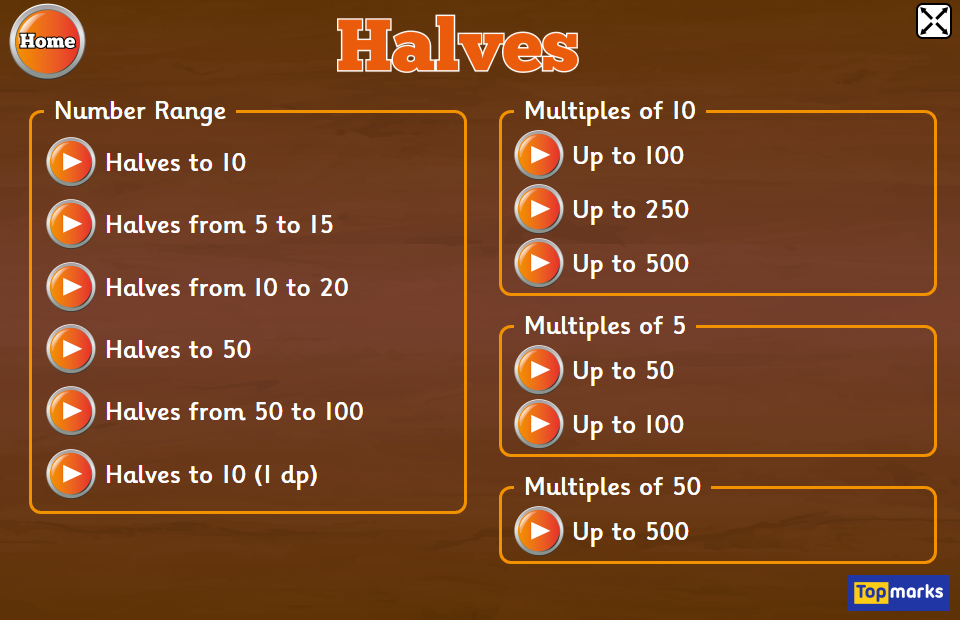 Home
Halves
Number Range
Halves to 10
Halves from 5 to 15
Halves from 10 to 20
Halves to 50
Halves from 50 to 100
Halves to 10 (1 dp)
Multiples of 10
Up to 100
Up to 250
Up to 500
Multiples of 5
Up to 50
Up to 100
Multiples of 50
Up to 500
Topmarks